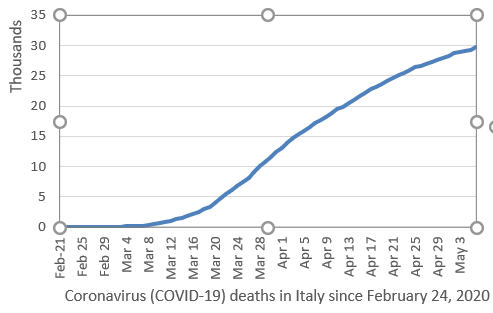 Thousands
35
30
25
20
15
10
5
0
Feb-21
Feb 25
Feb 29
Mar 4
Mar 8
Mar 12
Mar 16
Mar 20
Mar 24
Mar 28
Apr 1
Apr 5
Apr 9
Apr 13
Apr 17
Apr 21
Apr 25
Apr 29
May 3
Coronavirus (COVID-19) deaths in Italy since February 24, 2020